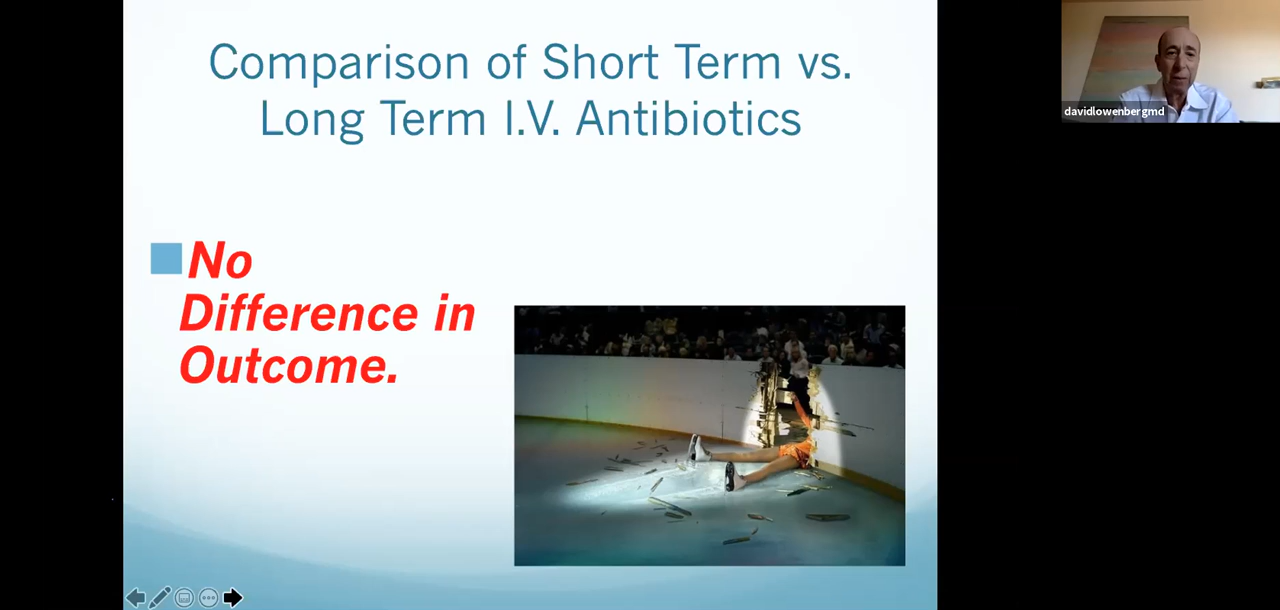 Comparison of Short Term vs.
Long Term I.V. Antibiotics
No
Difference in
Outcome.
davidlowenbergmd